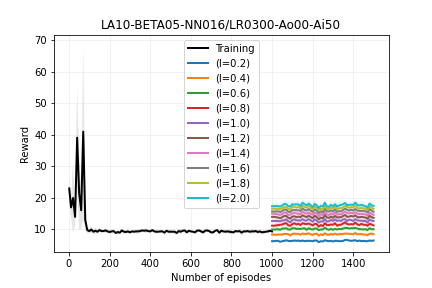 LA10-BETA05-NN016/LR0300-Ao00-Ai50
70
60
50
40
30
20
10
Reward
Training
(l=0.2)
(l=0.4)
(l=0.6)
(l=0.8)
(l=1.0)
(l=1.2)
(l=1.4)
(l=1.6)
(l=1.8)
(l=2.0)
0 200 400 600 800 1000 1200 1400
Number of episodes